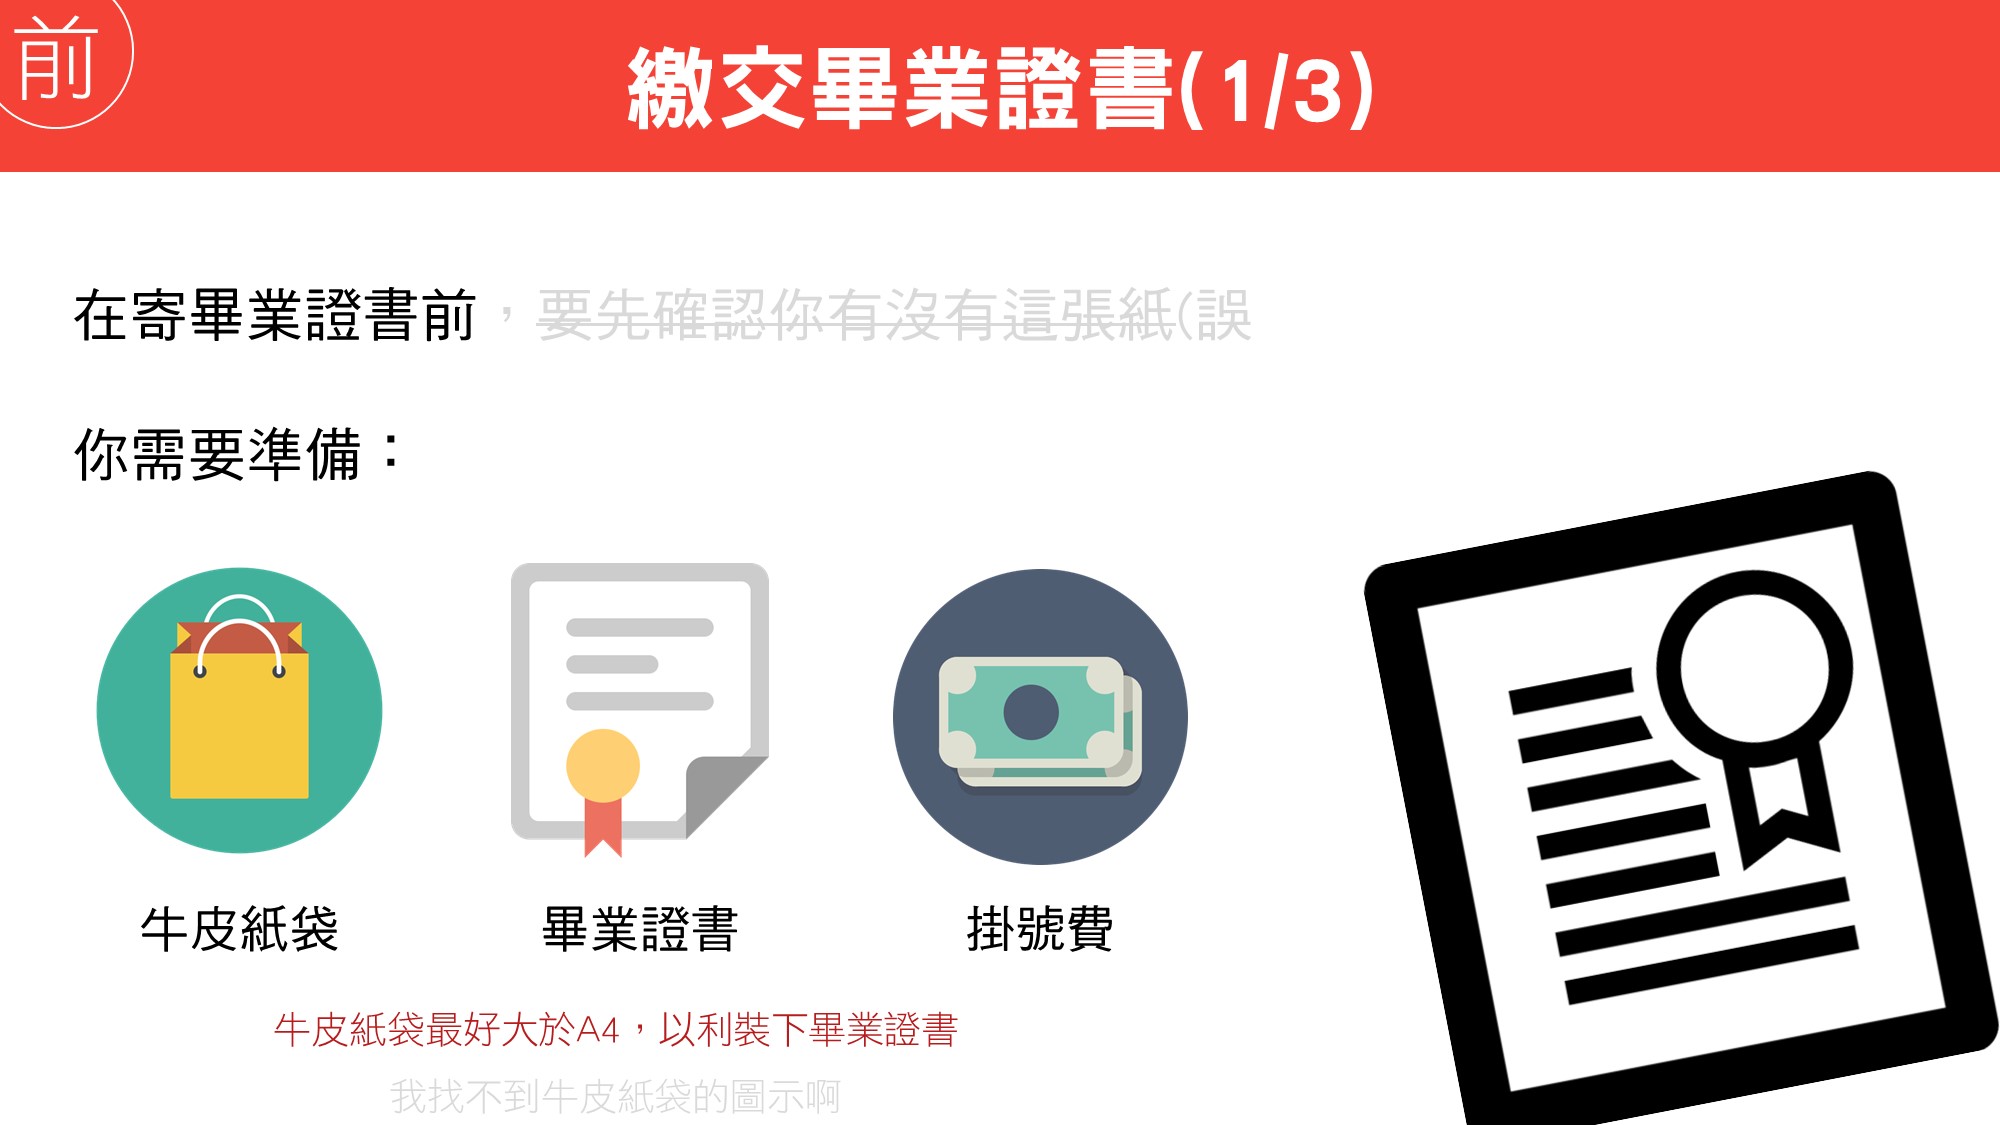 前
繳交畢業證書(1/3)
在寄畢業證書前，要先確認你有沒有這張紙(誤
你需要準備：
牛皮紙袋
畢業證書
掛號費
牛皮紙袋最好大於A4，以利裝下畢業證書
我找不到牛皮紙袋的圖示啊